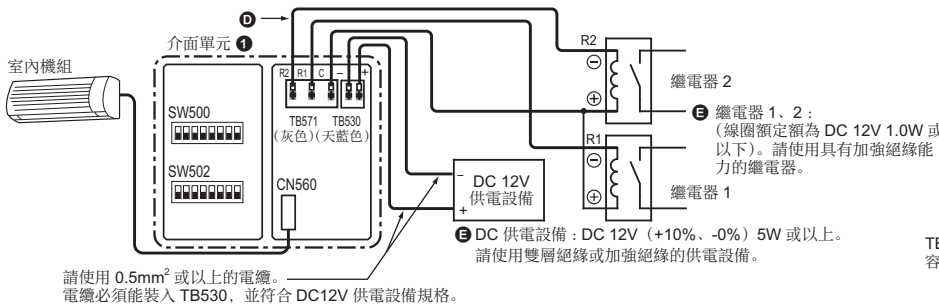 D
介面單元 1
室內機組
SW500
SW502
R2 R1 C − +
TB571 TB530
(灰色)(天藍色)
CN560
R2
⊖
⊕
繼電器 2
R1
⊖
⊕
繼電器 1
E 繼電器 1、2：
(線圈額定額為 DC 12V 1.0W 或
以下)。請使用具有加強絕緣能
力的繼電器。
− DC 12V
供電設備
+
E DC 供電設備：DC 12V（+10%、-0%）5W 或以上。
請使用雙層絕緣或加強絕緣的供電設備。
請使用 0.5mm² 或以上的電纜。
電纜必須能裝入 TB530，並符合 DC12V 供電設備規格。